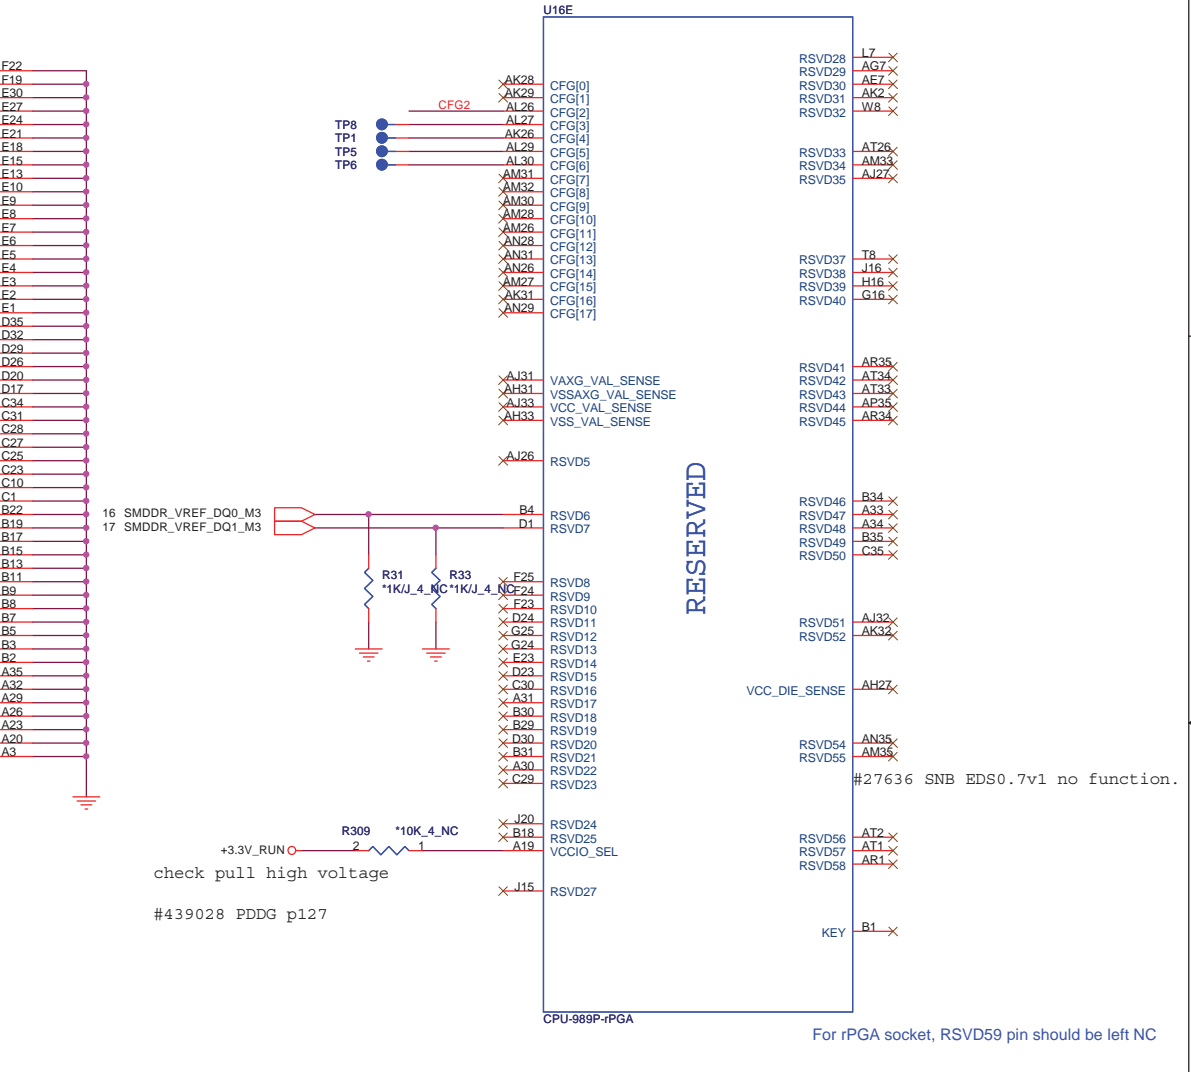 U16E
F22
F19
E30
E27
E24
E21
E18
E15
E13
E10
E9
E8
E7
E6
E5
E4
E3
E2
E1
D35
D32
D29
D26
D20
D17
C34
C31
C28
C27
C25
C23
C10
C1
B22
B19
B17
B15
B13
B11
B9
B8
B7
B5
B3
B2
A35
A32
A29
A26
A23
A20
A3
AK28 CFG[0]
AK29 CFG[1]
CFG2 AL26 CFG[2]
TP8 AL27 CFG[3]
TP1 AK26 CFG[4]
TP5 AL29 CFG[5]
TP6 AL30 CFG[6]
AM31 CFG[7]
AM32 CFG[8]
AM30 CFG[9]
AM28 CFG[10]
AM26 CFG[11]
AN28 CFG[12]
AN31 CFG[13]
AN26 CFG[14]
AM27 CFG[15]
AK31 CFG[16]
AN29 CFG[17]
AJ31 VAXG_VAL_SENSE
AH31 VSSAXG_VAL_SENSE
AJ33 VCC_VAL_SENSE
AH33 VSS_VAL_SENSE
AJ26 RSVD5
16 SMDDR_VREF_DQ0_M3 B4 RSVD6
17 SMDDR_VREF_DQ1_M3 D1 RSVD7
R31
*1K/J_4_NC
R33
*1K/J_4_NC
F25 RSVD8
F24 RSVD9
F23 RSVD10
D24 RSVD11
G25 RSVD12
G24 RSVD13
E23 RSVD14
D23 RSVD15
C30 RSVD16
A31 RSVD17
B30 RSVD18
B29 RSVD19
D30 RSVD20
B31 RSVD21
A30 RSVD22
C29 RSVD23
J20 RSVD24
B18 RSVD25
R309 *10K_4_NC
+3.3V_RUN 2 1 A19 VCCIO_SEL
check pull high voltage
#439028 PDDG p127
J15 RSVD27
RESERVED
RSVD28 L7
RSVD29 AG7
RSVD30 AE7
RSVD31 AK2
RSVD32 W8
RSVD33 AT26
RSVD34 AM33
RSVD35 AJ27
RSVD37 T8
RSVD38 J16
RSVD39 H16
RSVD40 G16
RSVD41 AR35
RSVD42 AT34
RSVD43 AT33
RSVD44 AP35
RSVD45 AR34
RSVD46 B34
RSVD47 A33
RSVD48 A34
RSVD49 B35
RSVD50 C35
RSVD51 AJ32
RSVD52 AK32
VCC_DIE_SENSE AH27
RSVD54 AN35
RSVD55 AM35
#27636 SNB EDS0.7v1 no function.
RSVD56 AT2
RSVD57 AT1
RSVD58 AR1
KEY B1
CPU-989P-rPGA
For rPGA socket, RSVD59 pin should be left NC